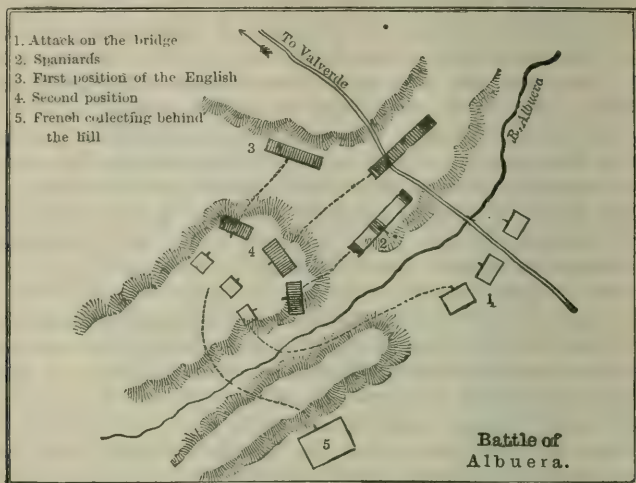 1. Attack on the bridge
2. Spaniards
3. First position of the English
4. Second position
5. French collecting behind
the hill
To Valverde
R. Albuera
3
4
2
1
5
Battle of
Albuera.